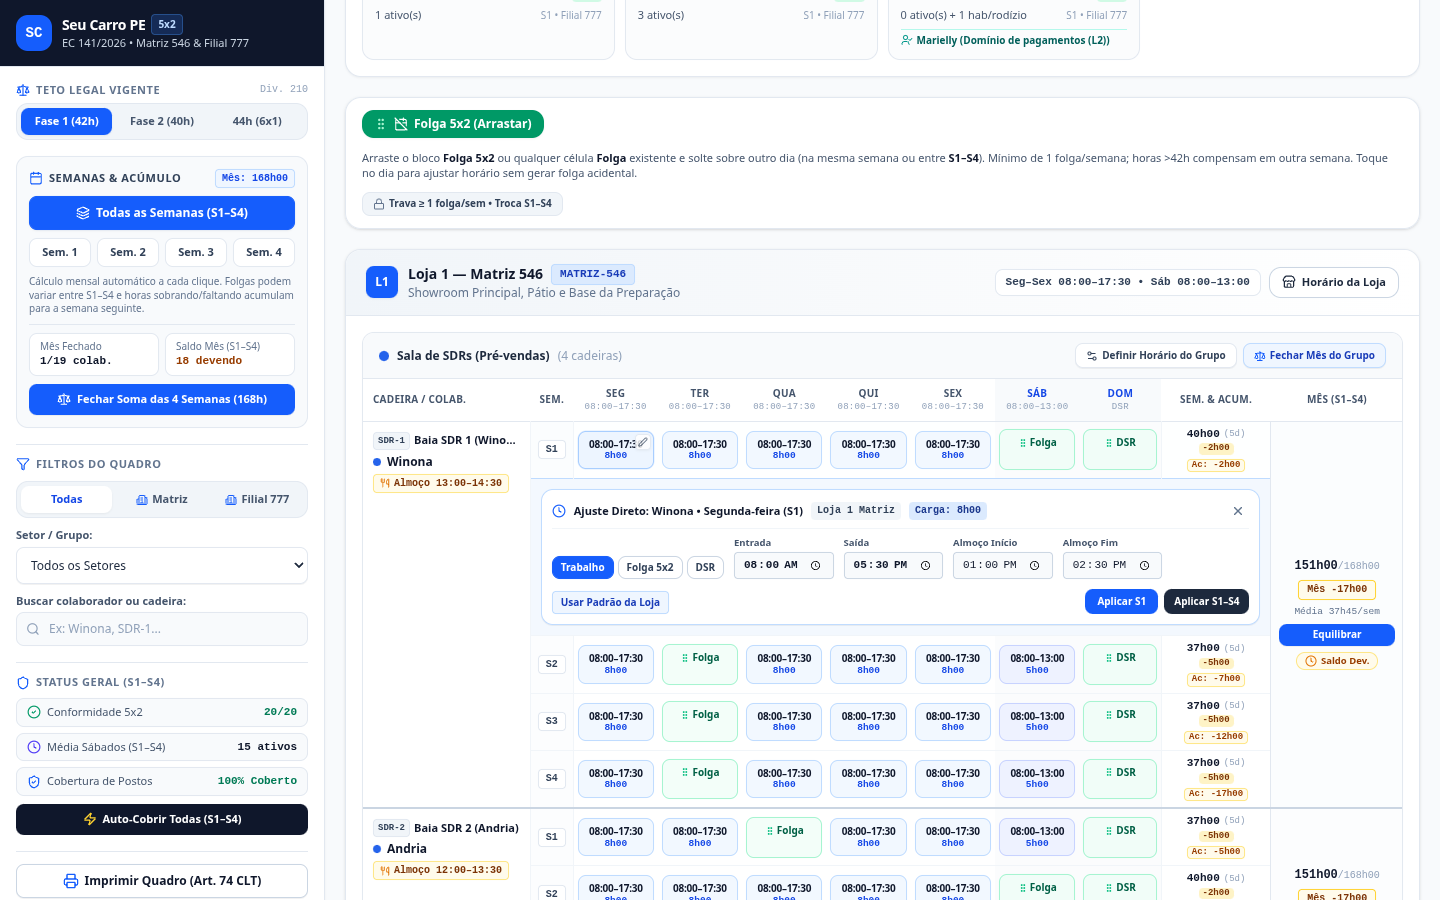 SC
Seu Carro PE 5x2
EC 141/2026 • Matriz 546 & Filial 777
TETO LEGAL VIGENTE Div. 210
Fase 1 (42h) Fase 2 (40h) 44h (6x1)
SEMANAS & ACÚMULO Mês: 168h00
Todas as Semanas (S1–S4)
Sem. 1 Sem. 2 Sem. 3 Sem. 4
Cálculo mensal automático a cada clique. Folgas podem
variar entre S1–S4 e horas sobrando/faltando acumulam
para a semana seguinte.
Mês Fechado Saldo Mês (S1–S4)
1/19 colab. 18 devendo
Fechar Soma das 4 Semanas (168h)
FILTROS DO QUADRO
Todas Matriz Filial 777
Setor / Grupo:
Todos os Setores
Buscar colaborador ou cadeira:
Ex: Winona, SDR-1...
STATUS GERAL (S1–S4)
Conformidade 5x2 20/20
Média Sábados (S1–S4) 15 ativos
Cobertura de Postos 100% Coberto
Auto-Cobrir Todas (S1–S4)
Imprimir Quadro (Art. 74 CLT)
1 ativo(s) S1 • Filial 777
3 ativo(s) S1 • Filial 777
0 ativo(s) + 1 hab/rodízio S1 • Filial 777
Marielly (Domínio de pagamentos (L2))
Folga 5x2 (Arrastar)
Arraste o bloco Folga 5x2 ou qualquer célula Folga existente e solte sobre outro dia (na mesma semana ou entre S1–S4). Mínimo de 1 folga/semana; horas >42h compensam em outra semana. Toque
no dia para ajustar horário sem gerar folga acidental.
Trava ≥ 1 folga/sem • Troca S1–S4
L1
Loja 1 — Matriz 546 MATRIZ-546
Showroom Principal, Pátio e Base da Preparação
Seg–Sex 08:00–17:30 • Sáb 08:00–13:00
Horário da Loja
Sala de SDRs (Pré-vendas) (4 cadeiras)
Definir Horário do Grupo
Fechar Mês do Grupo
CADEIRA / COLAB. SEM. SEG TER QUA QUI SEX SÁB DOM SEM. & ACUM. MÊS (S1–S4)
08:00–17:30 08:00–17:30 08:00–17:30 08:00–17:30 08:00–17:30 08:00–13:00 DSR
SDR-1 Baia SDR 1 (Wino...
Winona
Almoço 13:00–14:30
S1 08:00–17:3 08:00–17:30 08:00–17:30 08:00–17:30 08:00–17:30 Folga DSR 40h00 (5d)
8h00 8h00 8h00 8h00 8h00 -2h00
Ac: -2h00
Ajuste Direto: Winona • Segunda-feira (S1) Loja 1 Matriz Carga: 8h00
Entrada Saída Almoço Início Almoço Fim
Trabalho Folga 5x2 DSR 08:00 AM 05:30 PM 01:00 PM 02:30 PM
Usar Padrão da Loja Aplicar S1 Aplicar S1–S4
151h00/168h00
Mês -17h00
Média 37h45/sem
Equilibrar
Saldo Dev.
S2 08:00–17:30 Folga 08:00–17:30 08:00–17:30 08:00–17:30 08:00–13:00 DSR 37h00 (5d)
8h00 8h00 8h00 8h00 5h00 -5h00
Ac: -7h00
S3 08:00–17:30 Folga 08:00–17:30 08:00–17:30 08:00–17:30 08:00–13:00 DSR 37h00 (5d)
8h00 8h00 8h00 8h00 5h00 -5h00
Ac: -12h00
S4 08:00–17:30 Folga 08:00–17:30 08:00–17:30 08:00–17:30 08:00–13:00 DSR 37h00 (5d)
8h00 8h00 8h00 8h00 5h00 -5h00
Ac: -17h00
SDR-2 Baia SDR 2 (Andria)
Andria
Almoço 12:00–13:30
S1 08:00–17:30 08:00–17:30 Folga 08:00–17:30 08:00–17:30 08:00–13:00 DSR 37h00 (5d)
8h00 8h00 8h00 8h00 5h00 -5h00
Ac: -5h00
S2 08:00–17:30 08:00–17:30 08:00–17:30 08:00–17:30 08:00–17:30 Folga DSR 40h00 (5d)
8h00 8h00 8h00 8h00 8h00 -2h00
151h00/168h00
Mês -17h00